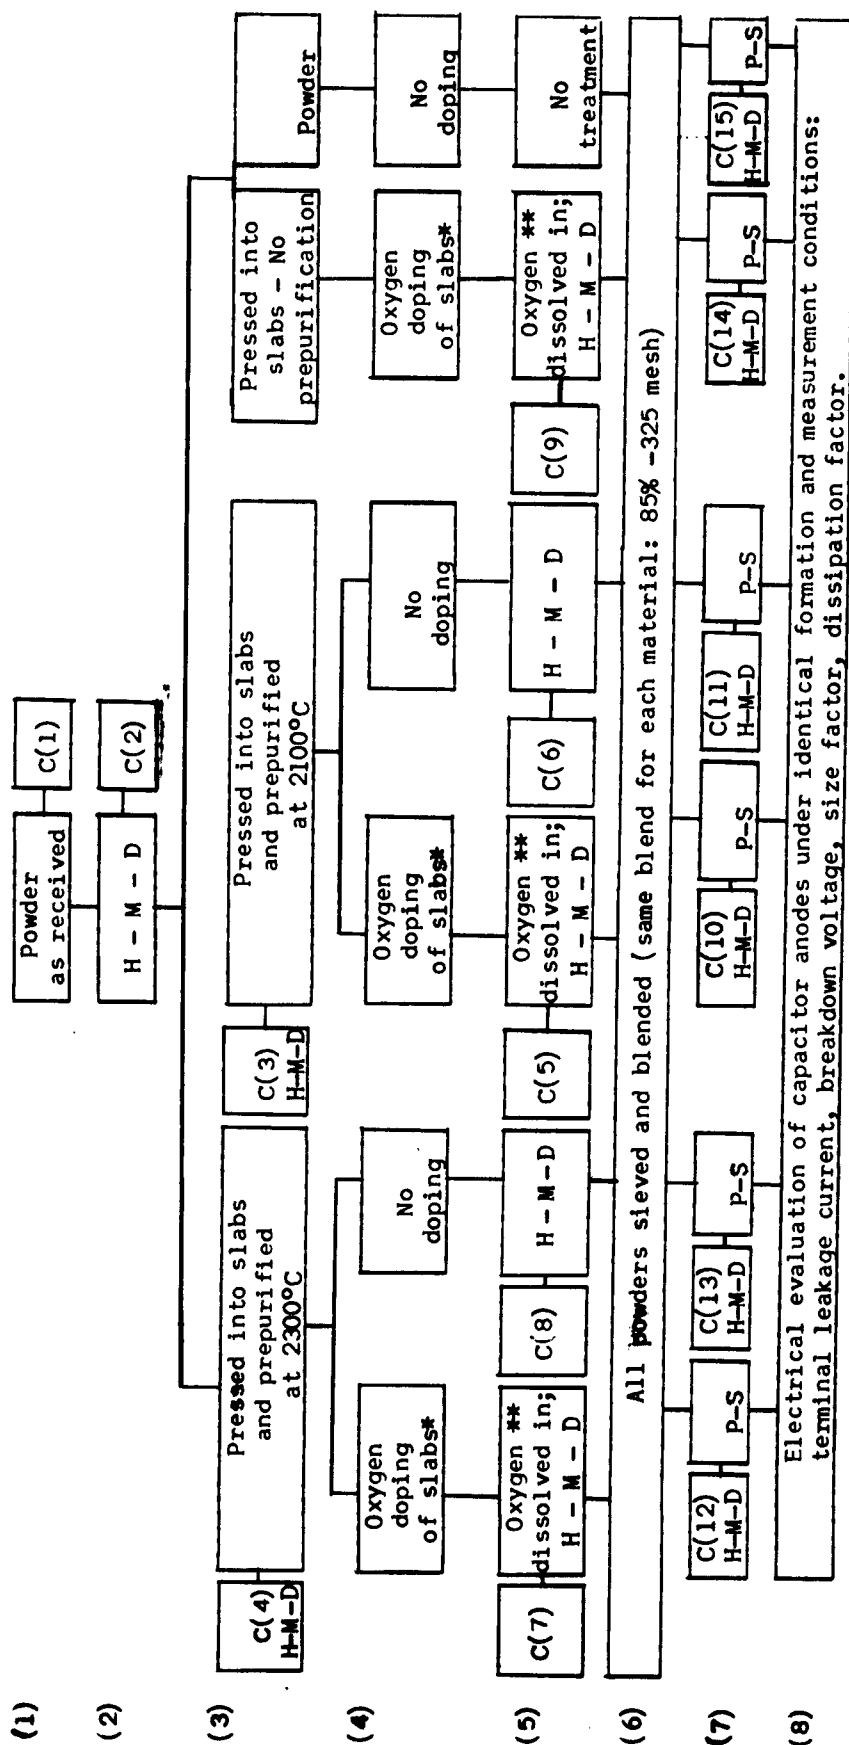 (1)
Powder
as received
C(1)
(2)
H - M - D
C(2)
(3)
C(4)
H-M-D
Pressed into slabs
and prepurified
at 2300°C
C(3)
H-M-D
Pressed into slabs
and prepurified
at 2100°C
Pressed into
slabs - No
prepurification
Powder
(4)
Oxygen
doping
of slabs*
No
doping
Oxygen
doping
of slabs*
No
doping
Oxygen
doping
of slabs*
No
doping
(5)
C(7)
Oxygen **
dissolved in;
H - M - D
C(8)
H - M - D
C(5)
Oxygen **
dissolved in;
H - M - D
C(6)
H - M - D
C(9)
Oxygen **
dissolved in;
H - M - D
No
treatment
(6)
All powders sieved and blended (same blend for each material: 85% -325 mesh)
(7)
C(12)
H-M-D
P-S
C(13)
H-M-D
P-S
C(10)
H-M-D
P-S
C(11)
H-M-D
P-S
C(14)
H-M-D
P-S
C(15)
H-M-D
P-S
(8)
Electrical evaluation of capacitor anodes under identical formation and measurement conditions:
terminal leakage current, breakdown voltage, size factor, dissipation factor.